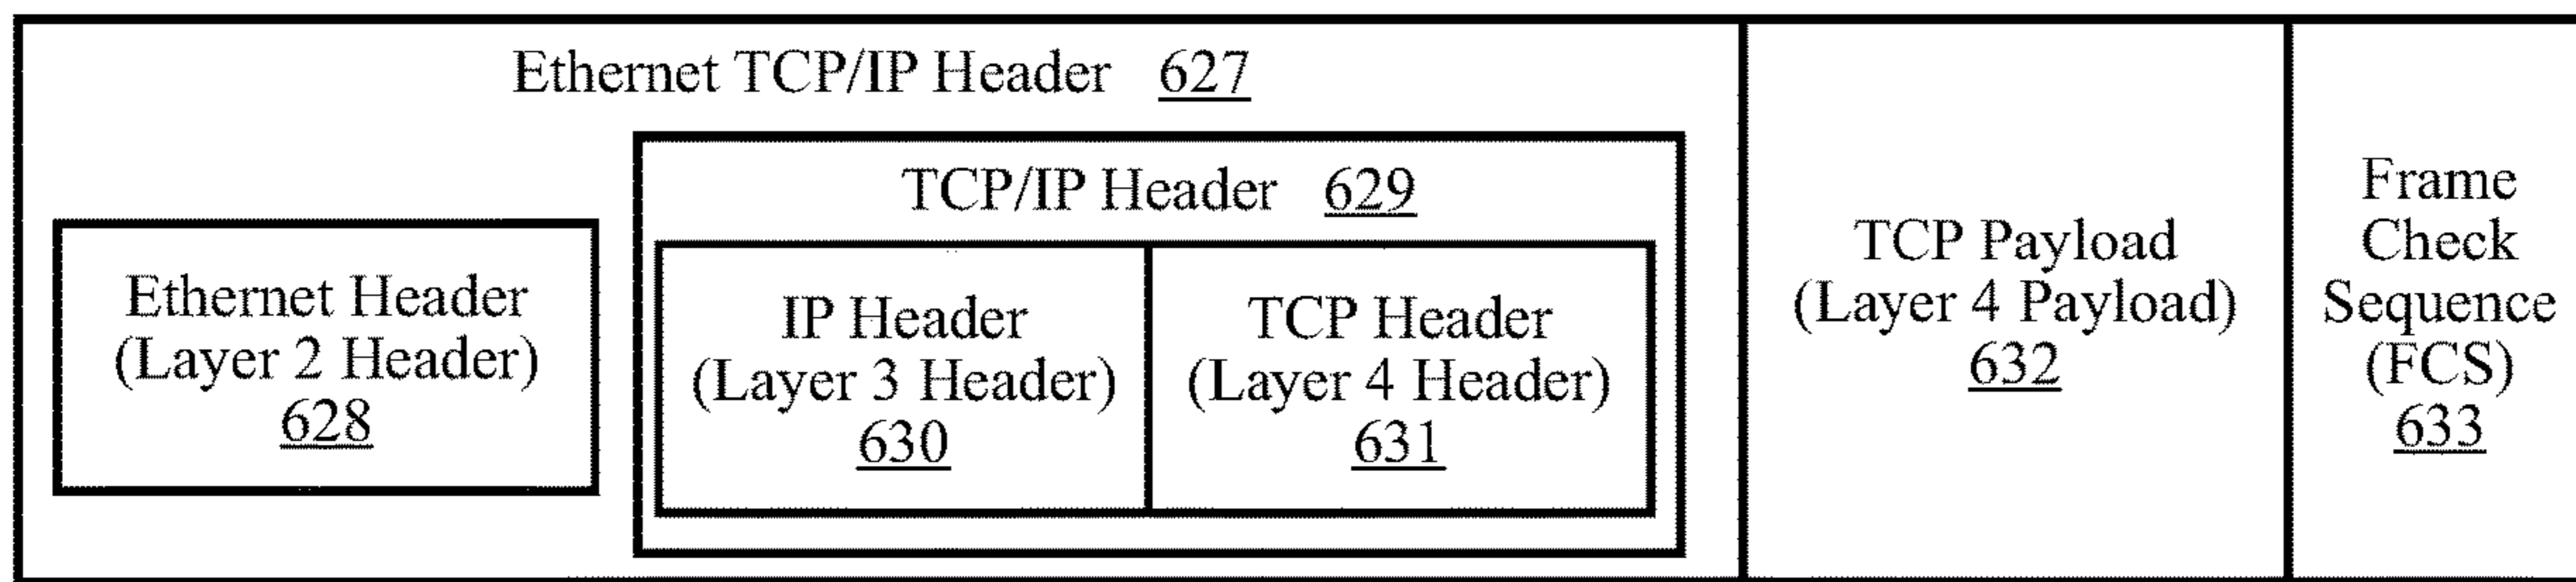 Ethernet TCP/IP Header 627
TCP/IP Header 629
Ethernet Header
(Layer 2 Header)
628
IP Header
(Layer 3 Header)
630
TCP Header
(Layer 4 Header)
631
TCP Payload
(Layer 4 Payload)
632
Frame
Check
Sequence
(FCS)
633